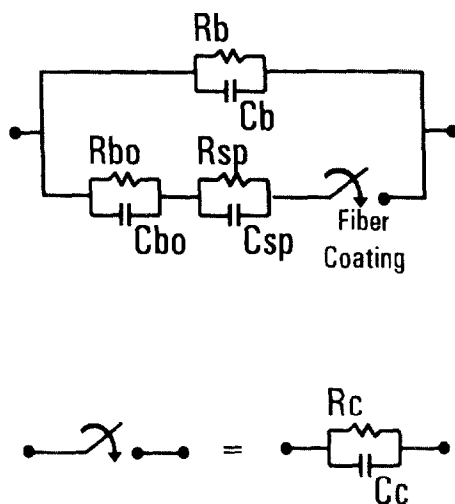 Rb
Cb
Rbo
Rsp
Cbo
Csp
Fiber
Coating
=
Rc
Cc